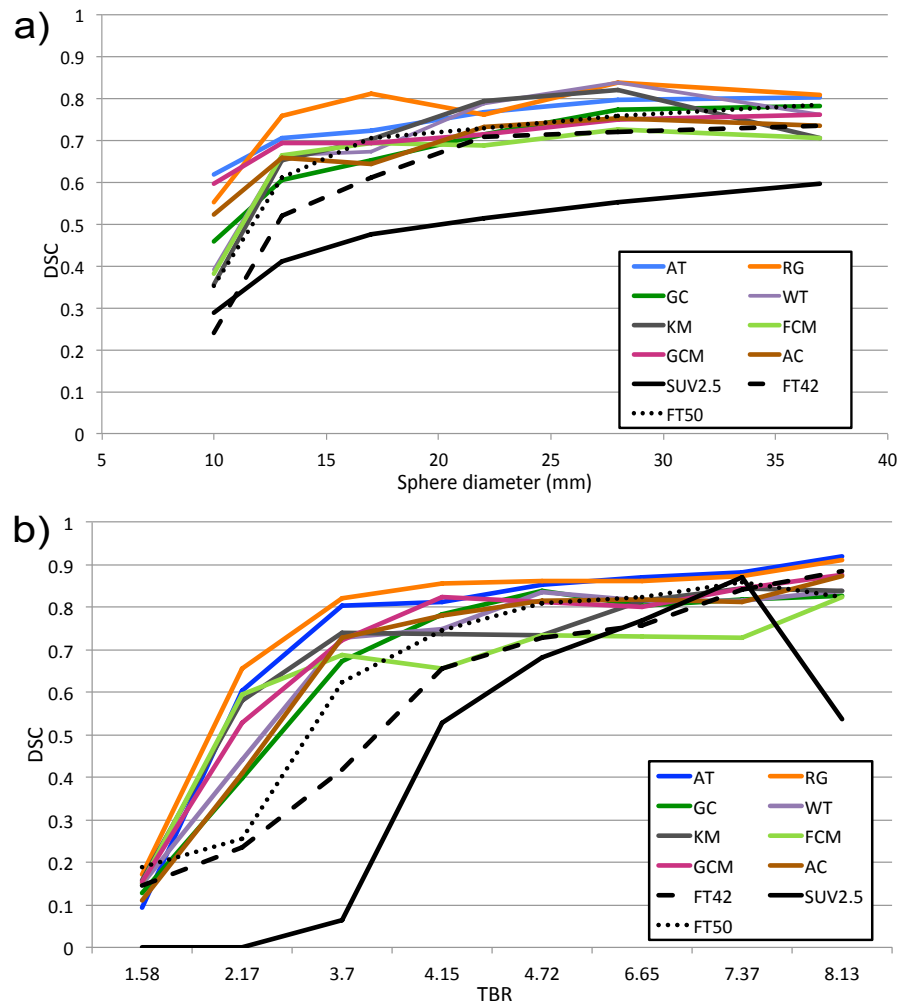 a)
1
0.9
0.8
0.7
0.6
0.5
0.4
0.3
0.2
0.1
0
DSC
5 10 15 20 25 30 35 40
Sphere diameter (mm)
AT RG
GC WT
KM FCM
GCM AC
SUV2.5 FT42
FT50
b)
1
0.9
0.8
0.7
0.6
0.5
0.4
0.3
0.2
0.1
0
DSC
1.58 2.17 3.7 4.15 4.72 6.65 7.37 8.13
TBR
AT RG
GC WT
KM FCM
GCM AC
FT42 SUV2.5
FT50